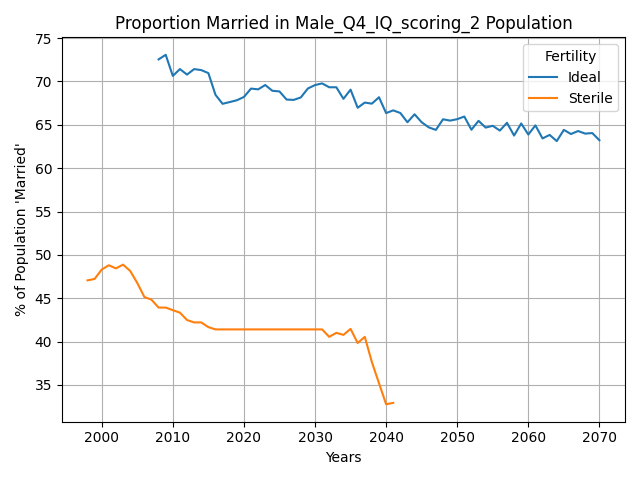 Proportion Married in Male_Q4_IQ_scoring_2 Population
75
70
65
60
55
50
45
40
35
% of Population 'Married'
Fertility
Ideal
Sterile
2000 2010 2020 2030 2040 2050 2060 2070
Years